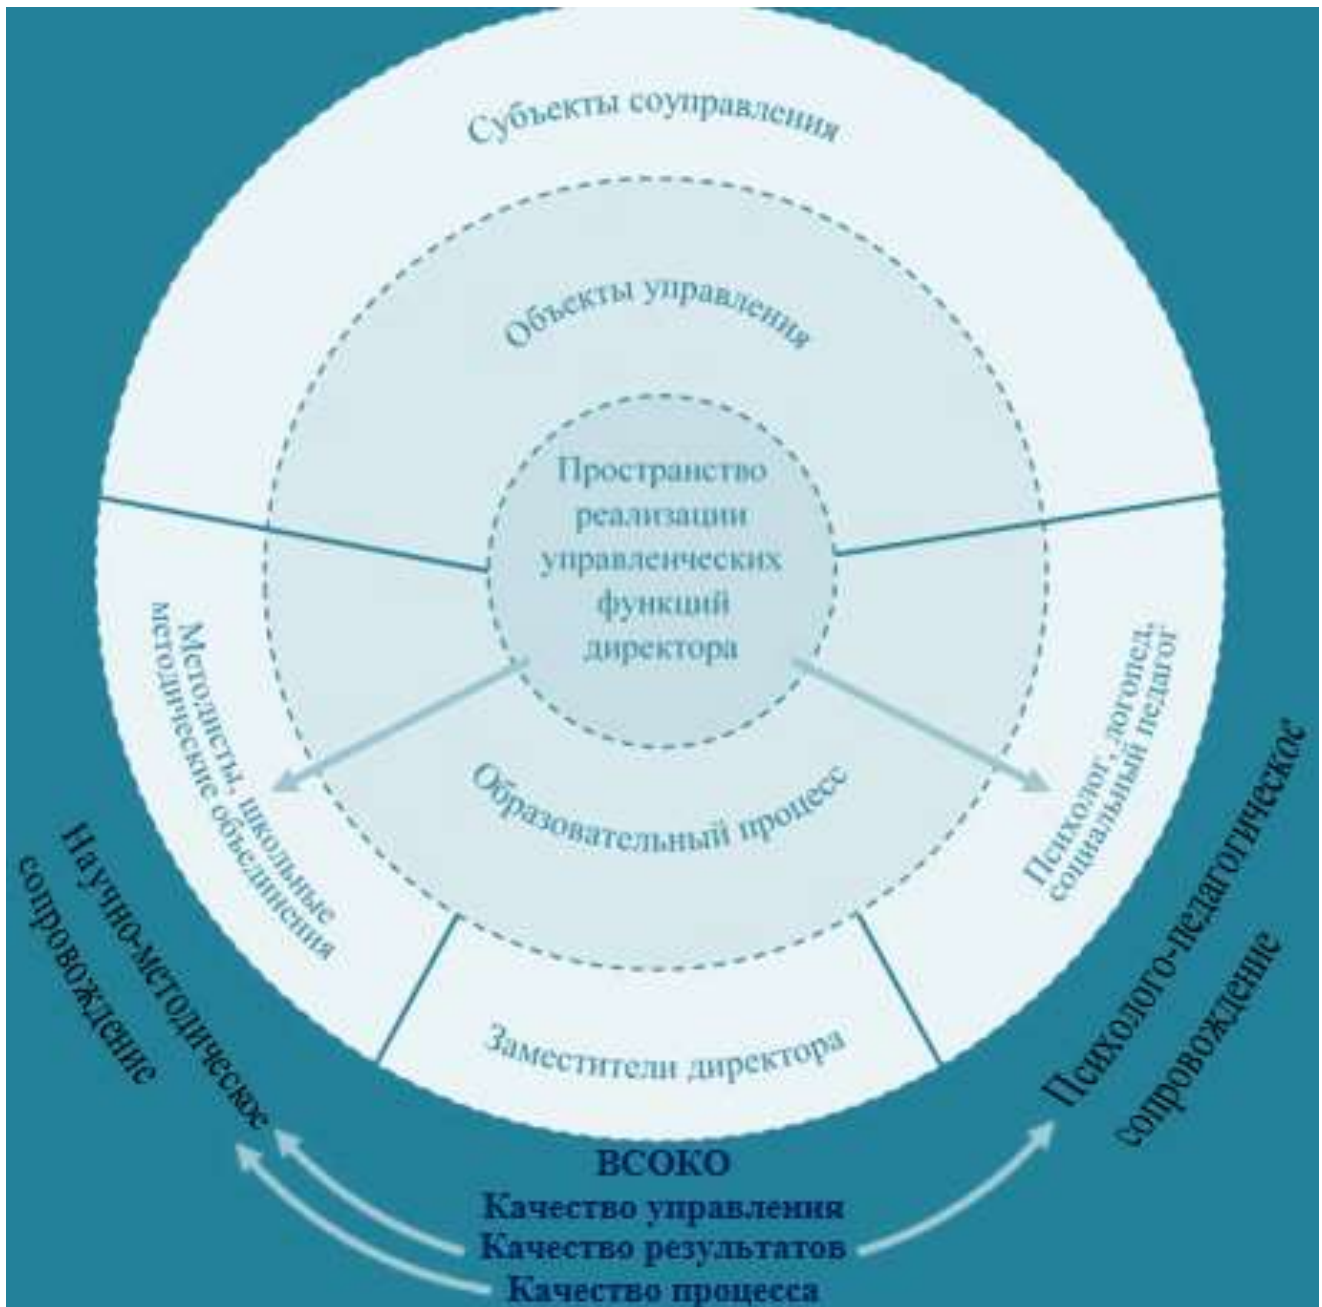 Субъекты соуправления
Объекты управления
Пространство
реализации
управленческих
функций
директора
Образовательный процесс
Методисты, школьные
методические объединения
Психолог, логопед,
социальный педагог
Заместители директора
Научно-методическое
сопровождение
Психолого-педагогическое
сопровождение
ВСОКО
Качество управления
Качество результатов
Качество процесса